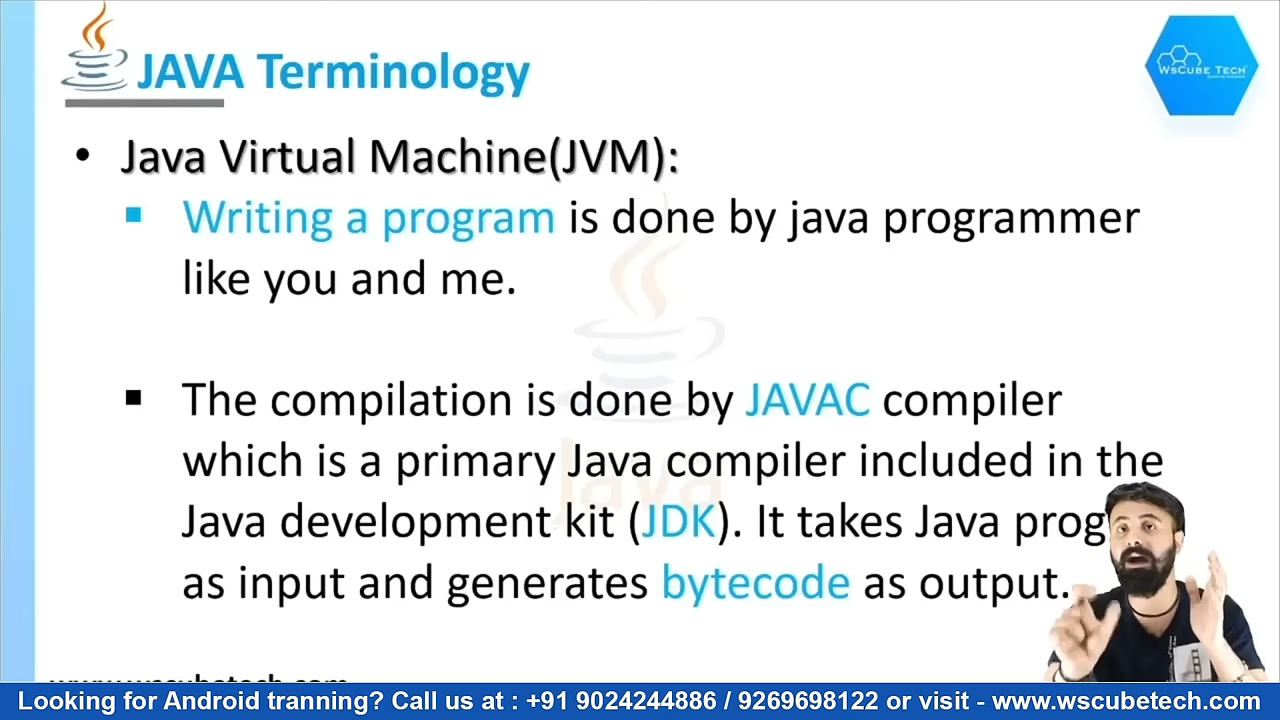 JAVA Terminology
WsCube Tech
• Java Virtual Machine(JVM):
▪ Writing a program is done by java programmer
like you and me.
▪ The compilation is done by JAVAC compiler
which is a primary Java compiler included in the
Java development kit (JDK). It takes Java prog
as input and generates bytecode as output.
www.wscubetech.com
Looking for Android tranning? Call us at : +91 9024244886 / 9269698122 or visit - www.wscubetech.com